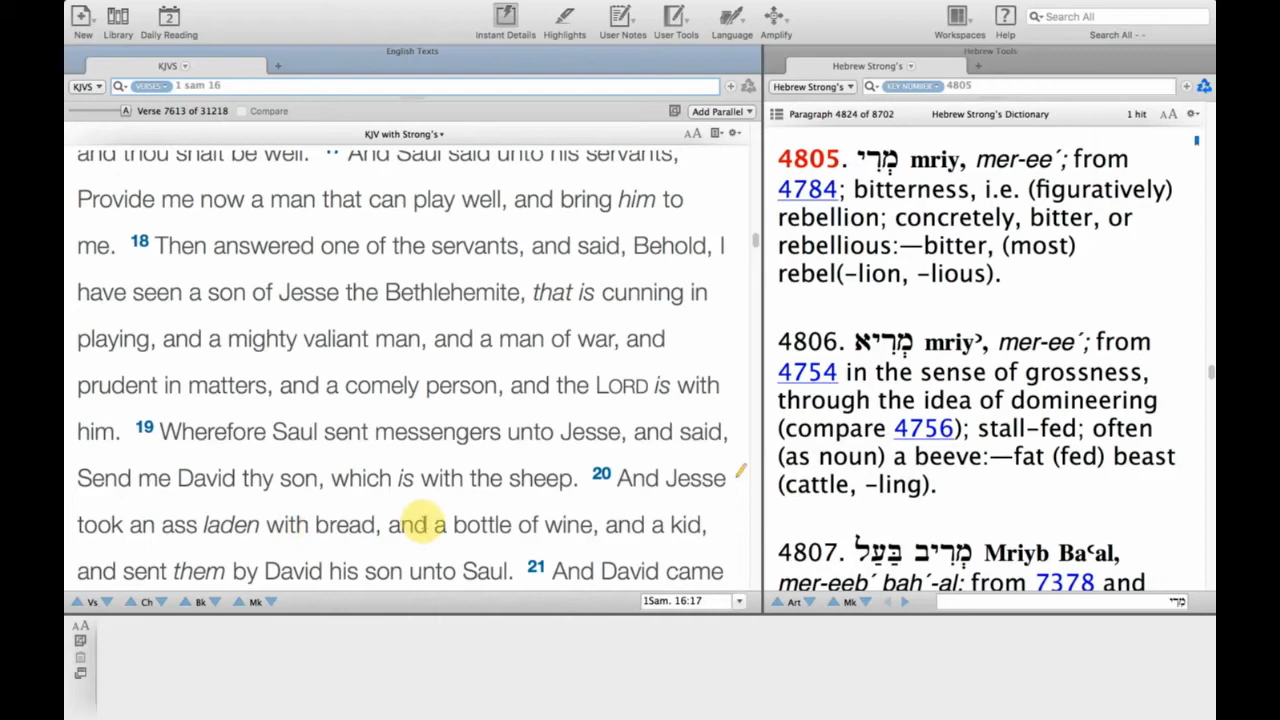 New Library Daily Reading Instant Details Highlights User Notes User Tools Language Amplify Workspaces Help Search All
Search All - -
2
English Texts
KJVS
KJVS VERSES 1 sam 16
A Verse 7613 of 31218 Compare Add Parallel
KJV with Strong's
AA
and thou shalt be well. 17 And Saul said unto his servants,
Provide me now a man that can play well, and bring him to
me. 18 Then answered one of the servants, and said, Behold, I
have seen a son of Jesse the Bethlehemite, that is cunning in
playing, and a mighty valiant man, and a man of war, and
prudent in matters, and a comely person, and the LORD is with
him. 19 Wherefore Saul sent messengers unto Jesse, and said,
Send me David thy son, which is with the sheep. 20 And Jesse
took an ass laden with bread, and a bottle of wine, and a kid,
and sent them by David his son unto Saul. 21 And David came
Vs Ch Bk Mk 1Sam. 16:17
AA
Hebrew Tools
Hebrew Strong's
Hebrew Strong's KEY NUMBER 4805
Paragraph 4824 of 8702 Hebrew Strong's Dictionary 1 hit AA
4805. מְרִי mriy, mer-ee´; from
4784; bitterness, i.e. (figuratively)
rebellion; concretely, bitter, or
rebellious:—bitter, (most)
rebel(-lion, -lious).
4806. מְרִיא mriyʾ, mer-ee´; from
4754 in the sense of grossness,
through the idea of domineering
(compare 4756); stall-fed; often
(as noun) a beeve:—fat (fed) beast
(cattle, -ling).
4807. מְרִיב בַּעַל Mriyb Baʿal,
mer-eeb´ bah´-al; from 7378 and
Art Mk מְרִי